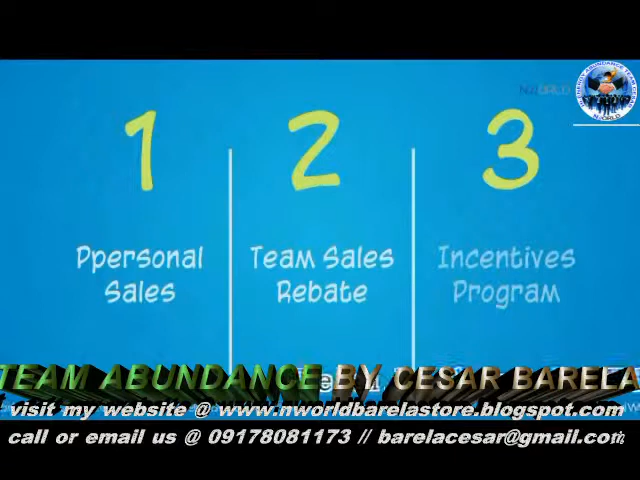 NWORLD
1
2
3
Ppersonal
Sales
Team Sales
Rebate
Incentives
Program
TEAM ABUNDANCE BY CESAR BARELA
visit my website @ www.nworldbarelastore.blogspot.com
call or email us @ 09178081173 // barelacesar@gmail.com